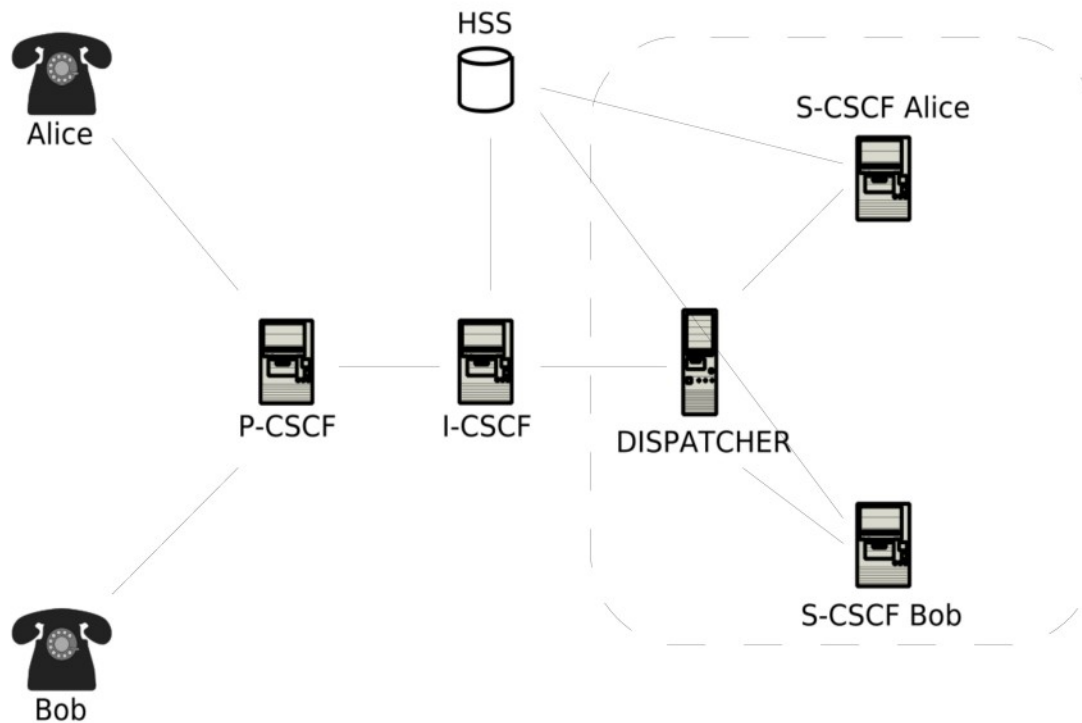 HSS
Alice
S-CSCF Alice
P-CSCF
I-CSCF
DISPATCHER
S-CSCF Bob
Bob